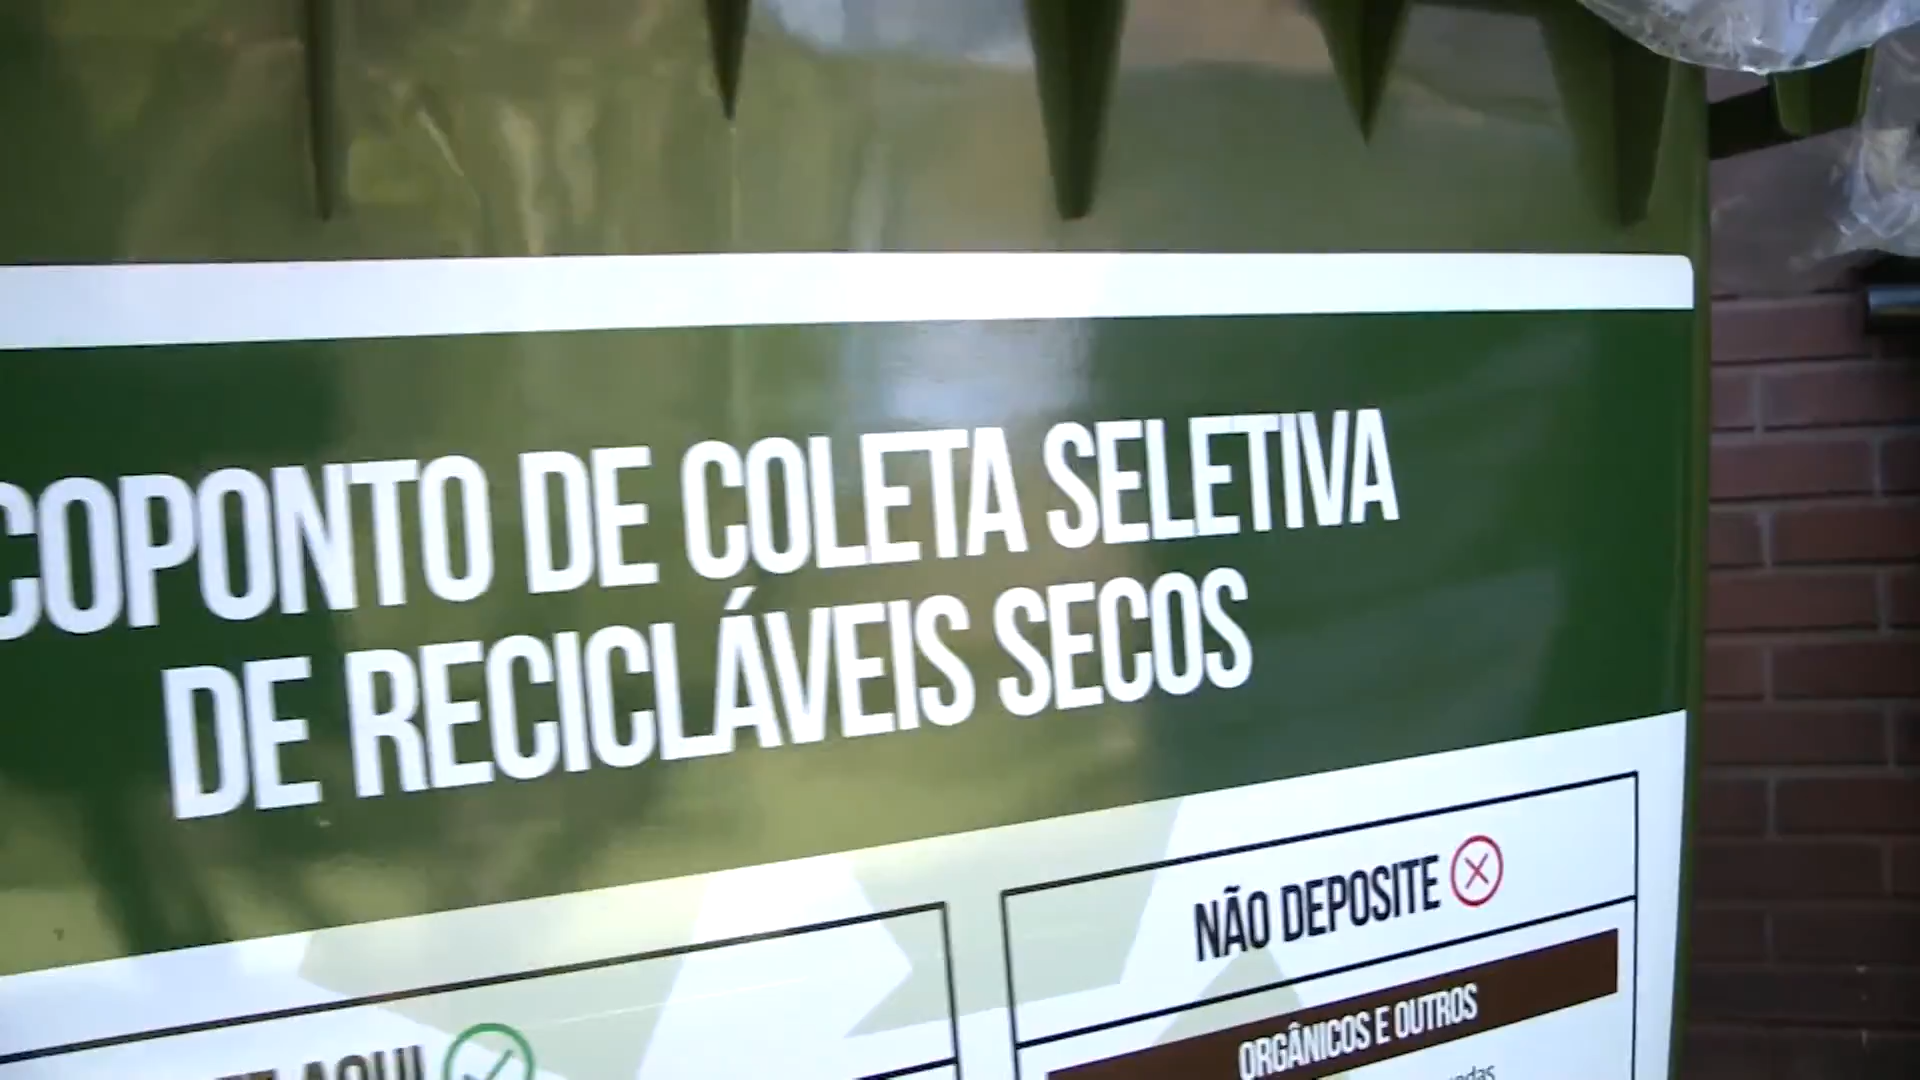 COPONTO DE COLETA SELETIVA
DE RECICLÁVEIS SECOS
NÃO DEPOSITE
ORGÂNICOS E OUTROS
AQUI